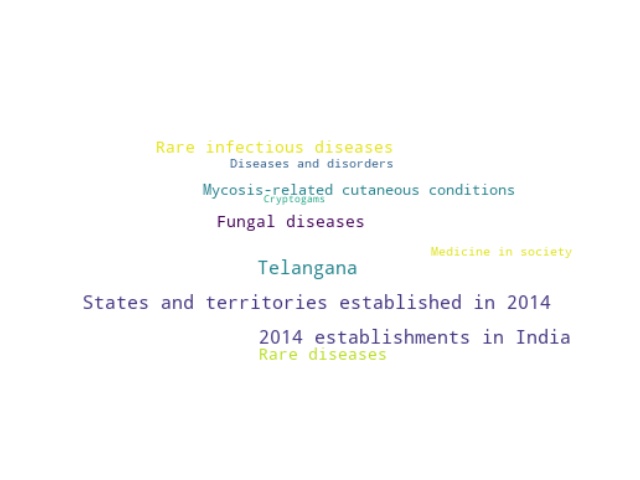 Rare infectious diseases
Diseases and disorders
Mycosis-related cutaneous conditions
Cryptogams
Fungal diseases
Medicine in society
Telangana
States and territories established in 2014
2014 establishments in India
Rare diseases